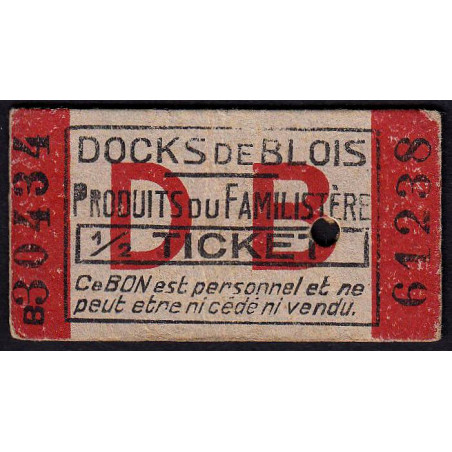 DOCKS DE BLOIS
PRODUITS DU FAMILISTÈRE
D B
1/2 TICKET
Ce BON est personnel et ne
peut etre ni cédé ni vendu.
B30434
61238